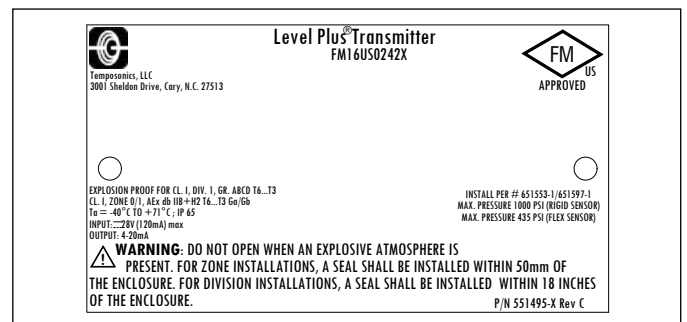 Level Plus®Transmitter
FM16US0242X
Temposonics, LLC
3001 Sheldon Drive, Cary, N.C. 27513
FM
US
APPROVED
EXPLOSION PROOF FOR CL. I, DIV. 1, GR. ABCD T6...T3
CL. I, ZONE 0/1, AEx db IIB+H2 T6...T3 Ga/Gb
Ta = -40°C TO +71°C ; IP 65
INPUT:⎓28V (120mA) max
OUTPUT: 4-20mA
INSTALL PER # 651553-1/651597-1
MAX. PRESSURE 1000 PSI (RIGID SENSOR)
MAX. PRESSURE 435 PSI (FLEX SENSOR)
WARNING: DO NOT OPEN WHEN AN EXPLOSIVE ATMOSPHERE IS
PRESENT. FOR ZONE INSTALLATIONS, A SEAL SHALL BE INSTALLED WITHIN 50mm OF
THE ENCLOSURE. FOR DIVISION INSTALLATIONS, A SEAL SHALL BE INSTALLED WITHIN 18 INCHES
OF THE ENCLOSURE.
P/N 551495-X Rev C